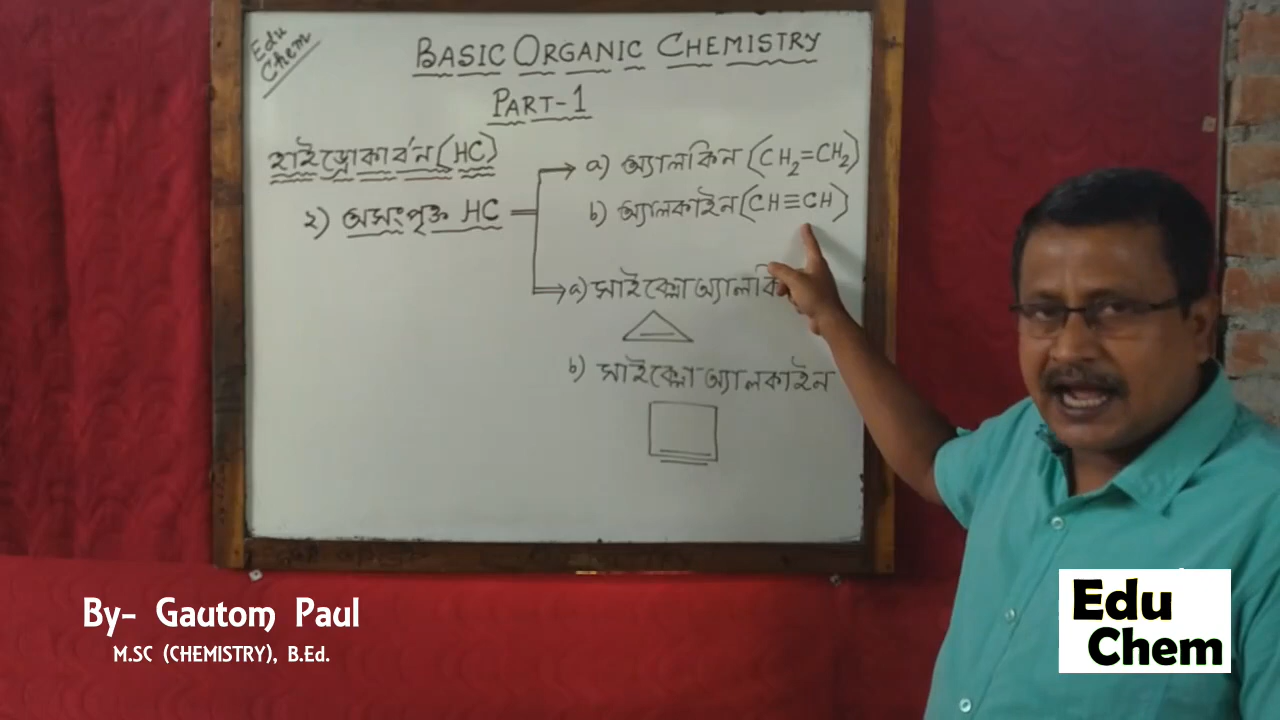 Edu
Chem
BASIC ORGANIC CHEMISTRY
PART-1
হাইড্রোকার্বন (HC)
২) অসংপৃক্ত HC
a) অ্যালকিন (CH₂=CH₂)
b) অ্যালকাইন (CH≡CH)
a) সাইক্লোঅ্যালকি
b) সাইক্লোঅ্যালকাইন
By- Gautom Paul
M.SC (CHEMISTRY), B.Ed.
Edu
Chem